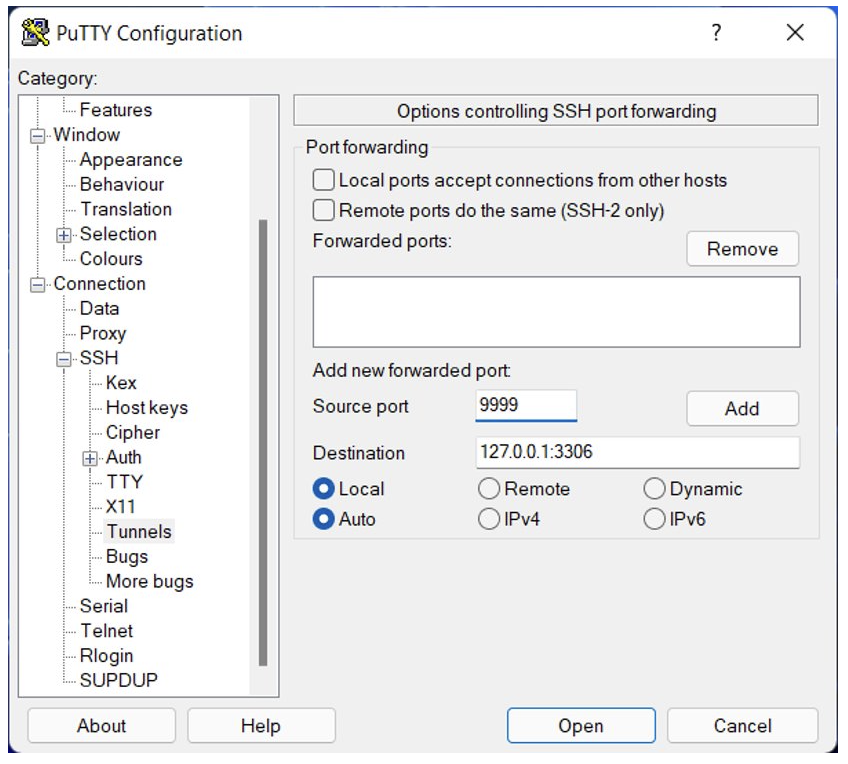 PuTTY Configuration
?
Category:
Features
Window
Appearance
Behaviour
Translation
Selection
Colours
Connection
Data
Proxy
SSH
Kex
Host keys
Cipher
Auth
TTY
X11
Tunnels
Bugs
More bugs
Serial
Telnet
Rlogin
SUPDUP
Options controlling SSH port forwarding
Port forwarding
Local ports accept connections from other hosts
Remote ports do the same (SSH-2 only)
Forwarded ports:
Remove
Add new forwarded port:
Source port 9999 Add
Destination 127.0.0.1:3306
Local Remote Dynamic
Auto IPv4 IPv6
About Help Open Cancel